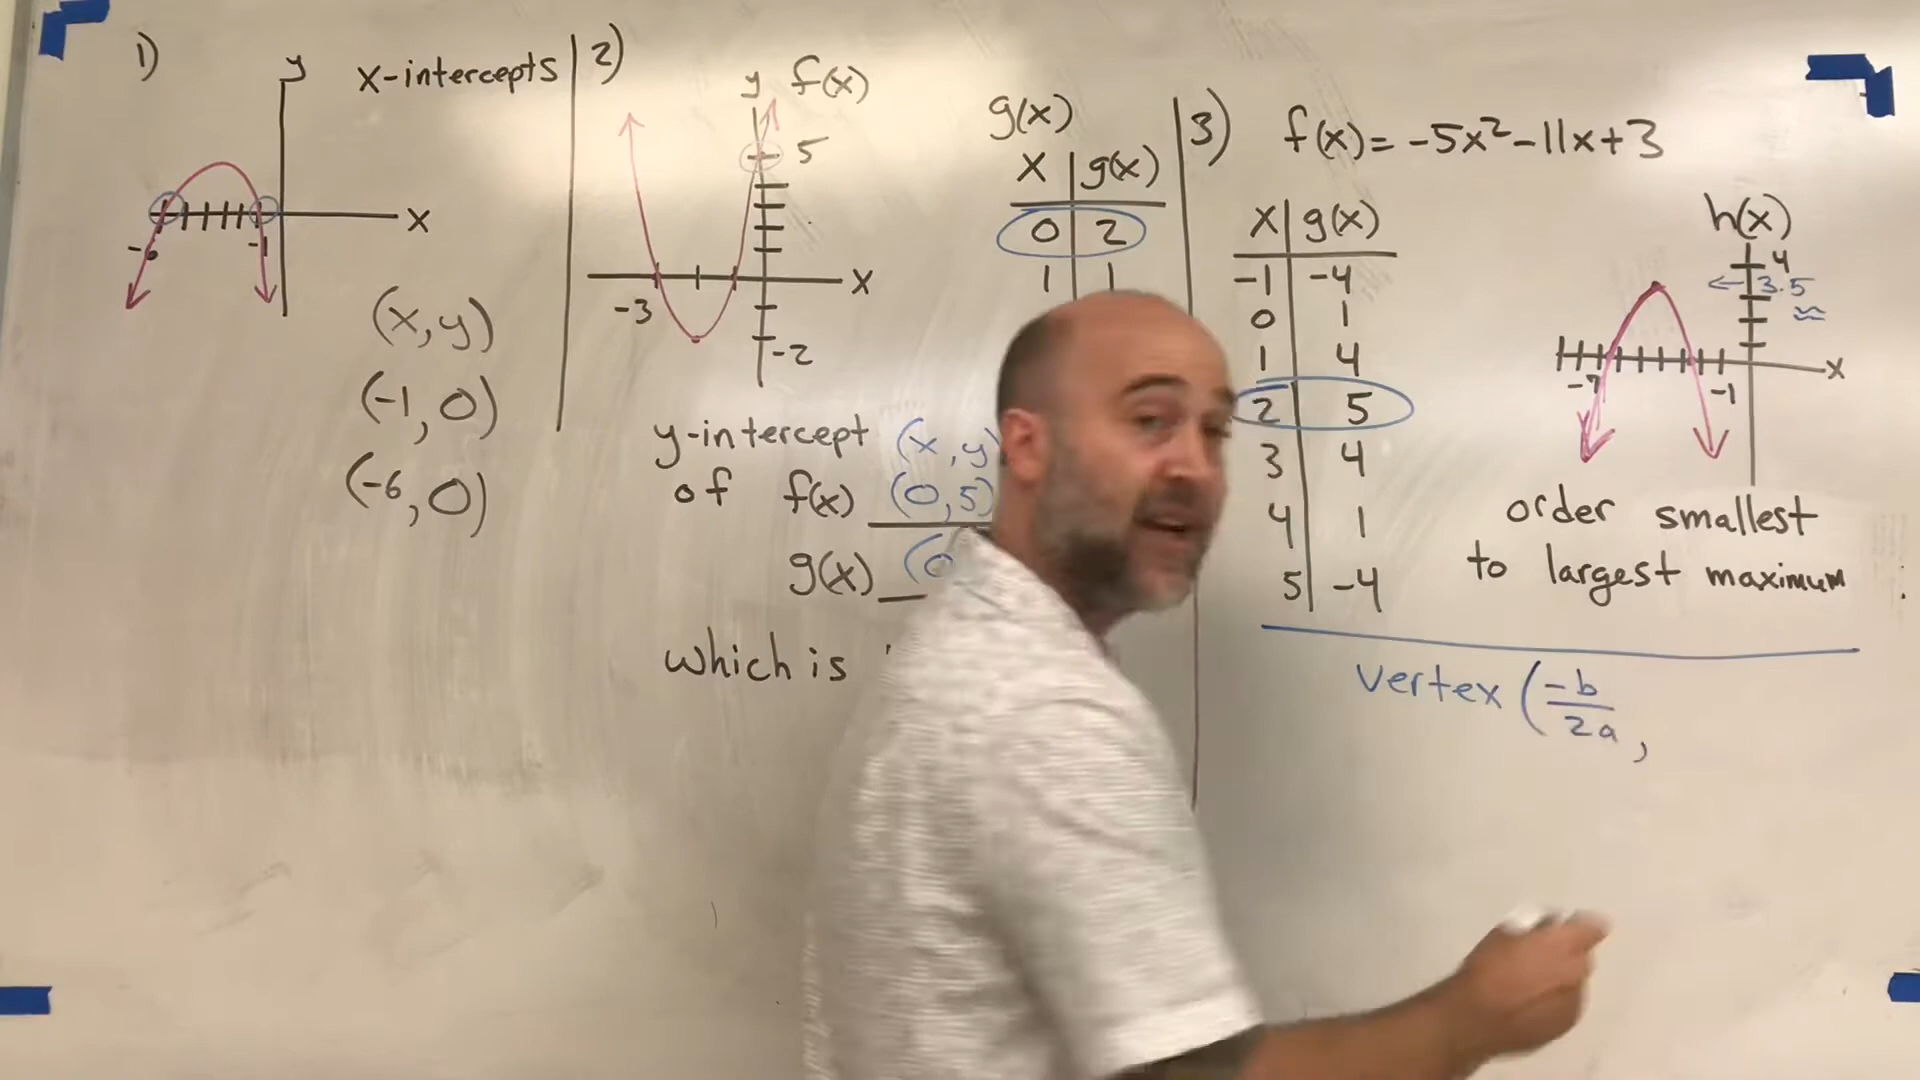 1)
y
x-intercepts
x
-6
-1
(x,y)
(-1,0)
(-6,0)
2)
y f(x)
5
x
-3
-2
g(x)
x g(x)
0 2
1 1
y-intercept (x,y)
of f(x) (0,5)
g(x) (0
which is
3) f(x)= -5x²-11x+3
x g(x)
-1 -4
0 1
1 4
2 5
3 4
4 1
5 -4
h(x)
4
3.5
≈
x
-7
-1
order smallest
to largest maximum
vertex (-b/2a,